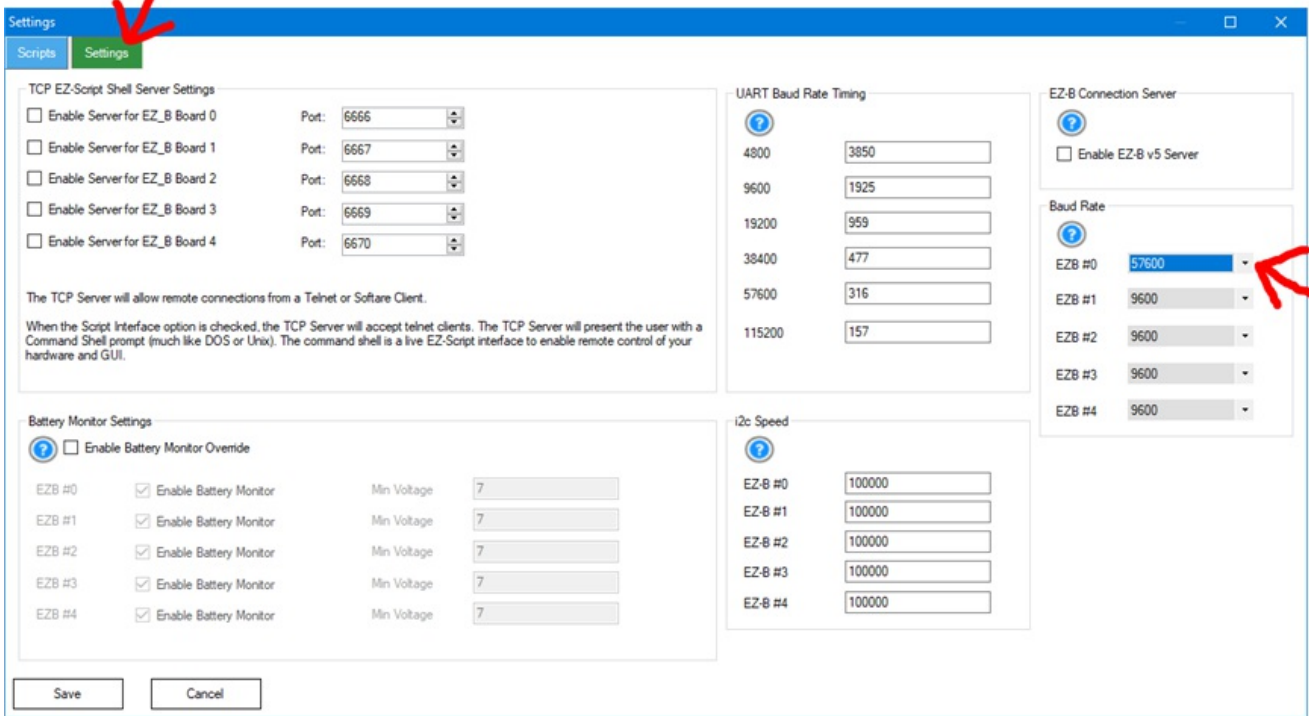 Settings
Scripts Settings
TCP EZ-Script Shell Server Settings
Enable Server for EZ_B Board 0 Port: 6666
Enable Server for EZ_B Board 1 Port: 6667
Enable Server for EZ_B Board 2 Port: 6668
Enable Server for EZ_B Board 3 Port: 6669
Enable Server for EZ_B Board 4 Port: 6670
The TCP Server will allow remote connections from a Telnet or Softare Client.
When the Script Interface option is checked, the TCP Server will accept telnet clients. The TCP Server will present the user with a
Command Shell prompt (much like DOS or Unix). The command shell is a live EZ-Script interface to enable remote control of your
hardware and GUI.
UART Baud Rate Timing
?
4800 3850
9600 1925
19200 959
38400 477
57600 316
115200 157
EZ-B Connection Server
?
Enable EZ-B v5 Server
Baud Rate
?
EZB #0 57600
EZB #1 9600
EZB #2 9600
EZB #3 9600
EZB #4 9600
Battery Monitor Settings
? Enable Battery Monitor Override
EZB #0 Enable Battery Monitor Min Voltage 7
EZB #1 Enable Battery Monitor Min Voltage 7
EZB #2 Enable Battery Monitor Min Voltage 7
EZB #3 Enable Battery Monitor Min Voltage 7
EZB #4 Enable Battery Monitor Min Voltage 7
i2c Speed
?
EZ-B #0 100000
EZ-B #1 100000
EZ-B #2 100000
EZ-B #3 100000
EZ-B #4 100000
Save Cancel